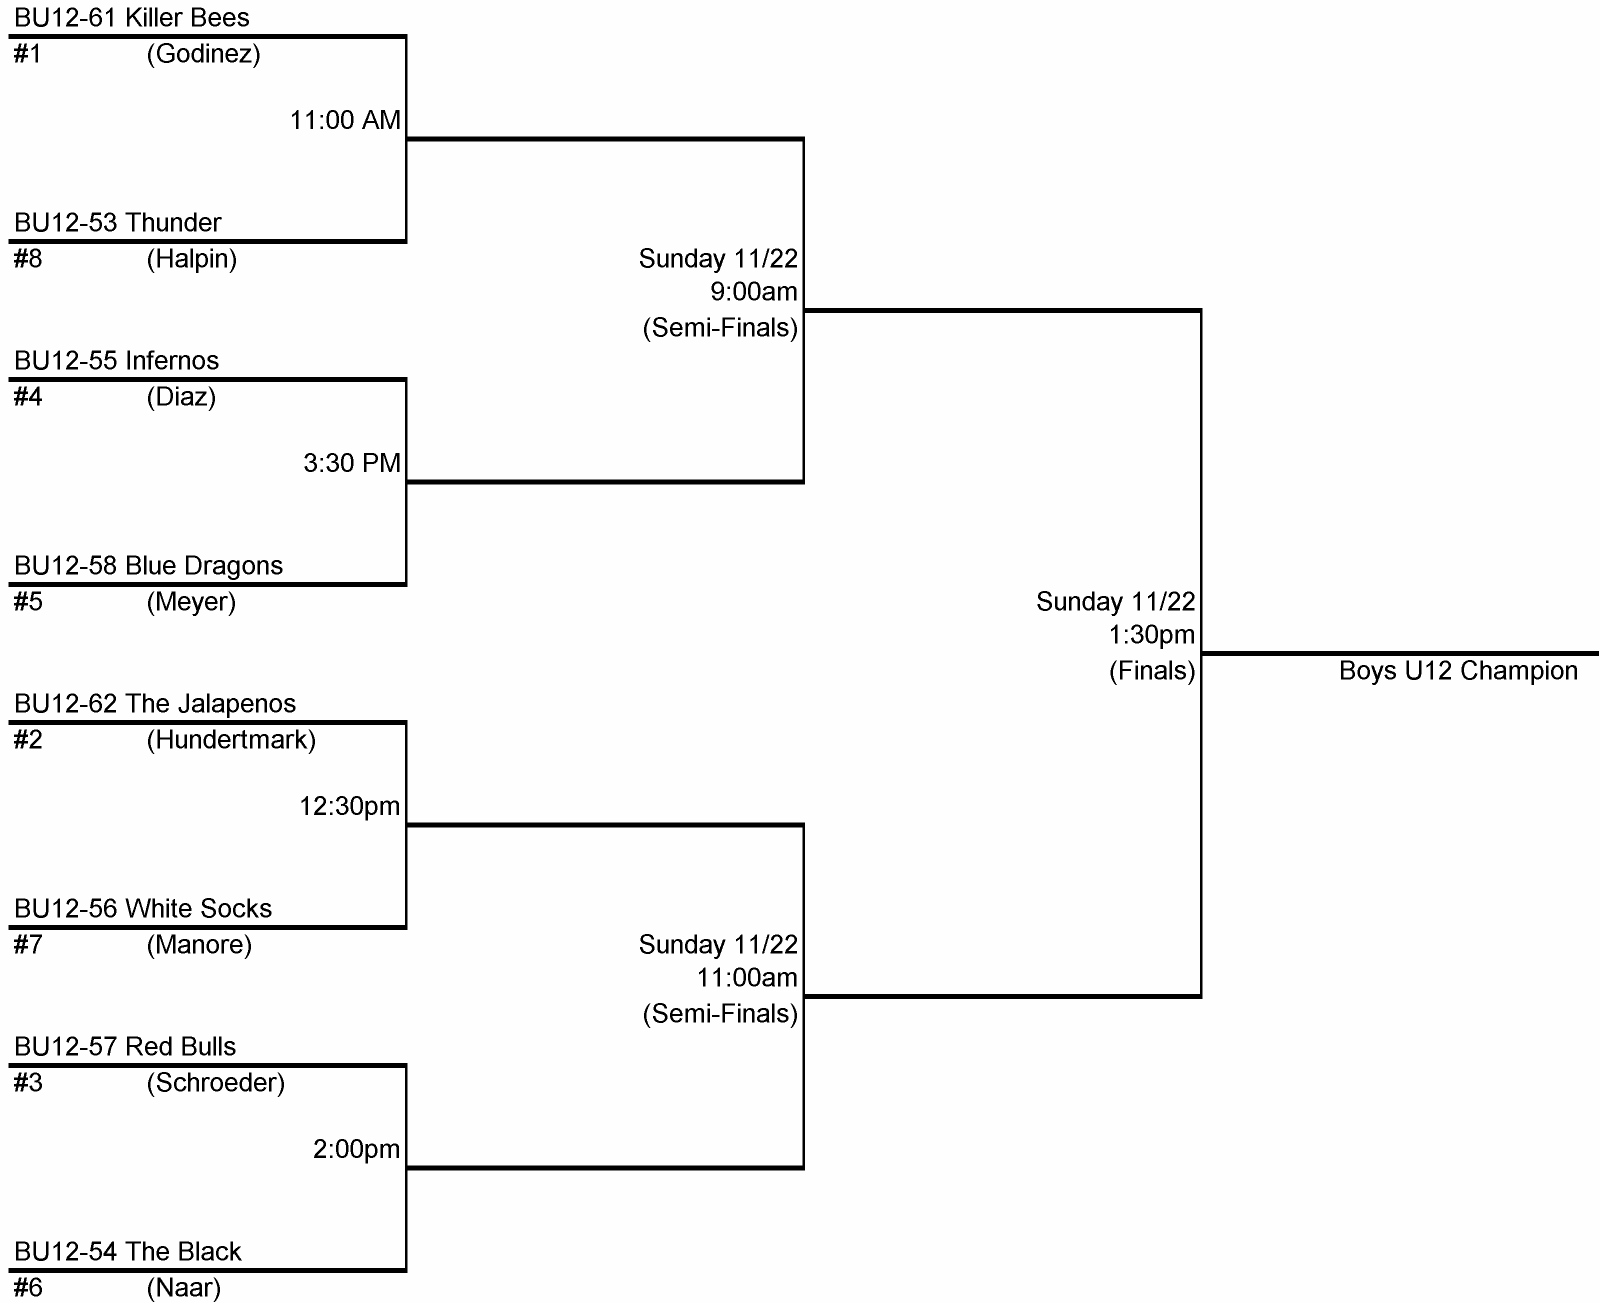 BU12-61 Killer Bees
#1 (Godinez)
11:00 AM
BU12-53 Thunder
#8 (Halpin)
Sunday 11/22
9:00am
(Semi-Finals)
BU12-55 Infernos
#4 (Diaz)
3:30 PM
BU12-58 Blue Dragons
#5 (Meyer)
Sunday 11/22
1:30pm
(Finals)
Boys U12 Champion
BU12-62 The Jalapenos
#2 (Hundertmark)
12:30pm
BU12-56 White Socks
#7 (Manore)
Sunday 11/22
11:00am
(Semi-Finals)
BU12-57 Red Bulls
#3 (Schroeder)
2:00pm
BU12-54 The Black
#6 (Naar)